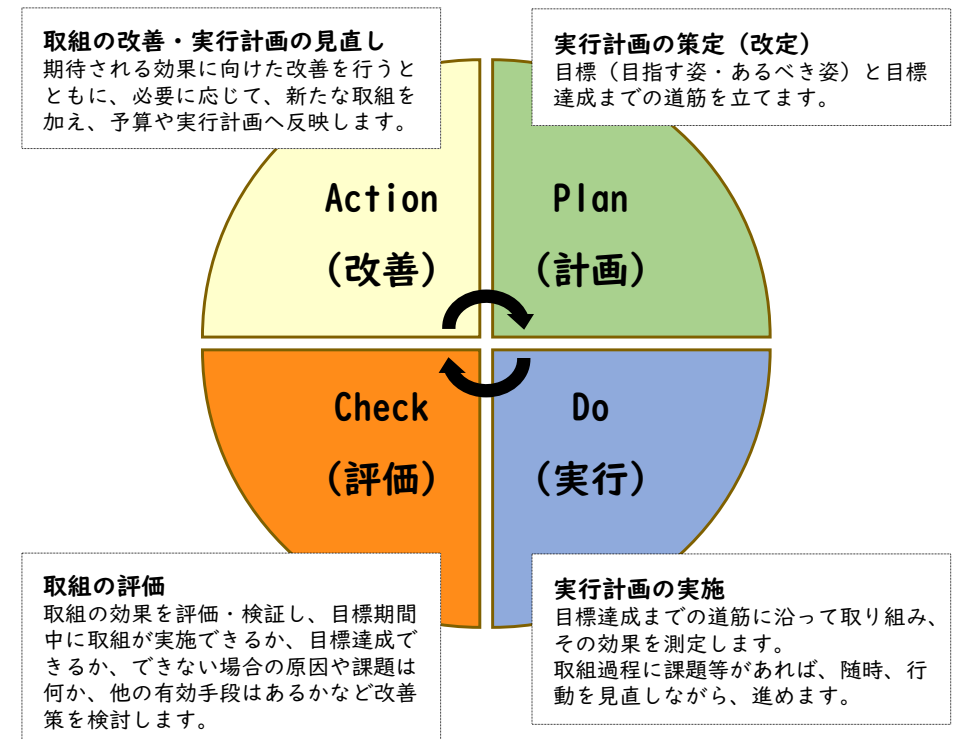 取組の改善・実行計画の見直し
期待される効果に向けた改善を行うと
ともに、必要に応じて、新たな取組を
加え、予算や実行計画へ反映します。
実行計画の策定（改定）
目標（目指す姿・あるべき姿）と目標
達成までの道筋を立てます。
Action
（改善）
Plan
（計画）
Check
（評価）
Do
（実行）
取組の評価
取組の効果を評価・検証し、目標期間
中に取組が実施できるか、目標達成で
きるか、できない場合の原因や課題は
何か、他の有効手段はあるかなど改善
策を検討します。
実行計画の実施
目標達成までの道筋に沿って取り組み、
その効果を測定します。
取組過程に課題等があれば、随時、行
動を見直しながら、進めます。